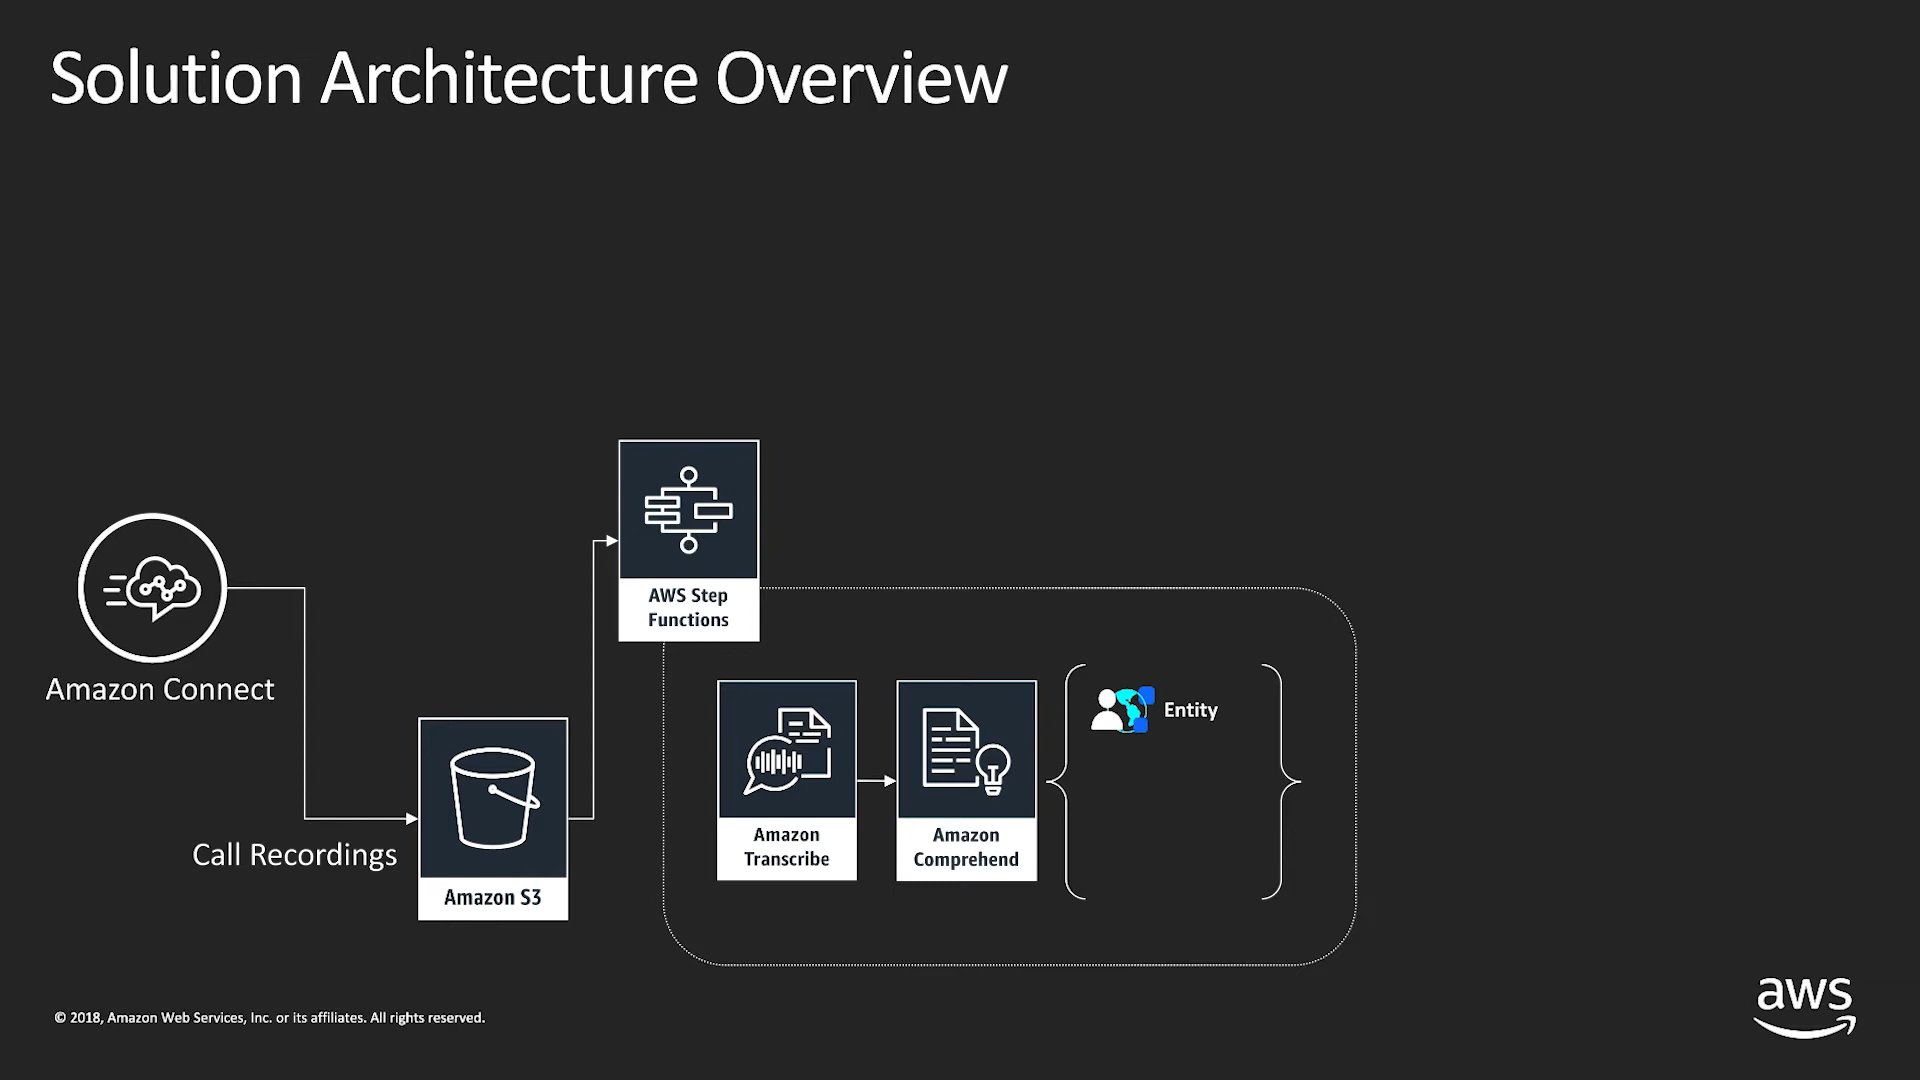 Solution Architecture Overview
AWS Step
Functions
Amazon Connect
Entity
Amazon
Transcribe
Amazon
Comprehend
Call Recordings
Amazon S3
© 2018, Amazon Web Services, Inc. or its affiliates. All rights reserved.
aws